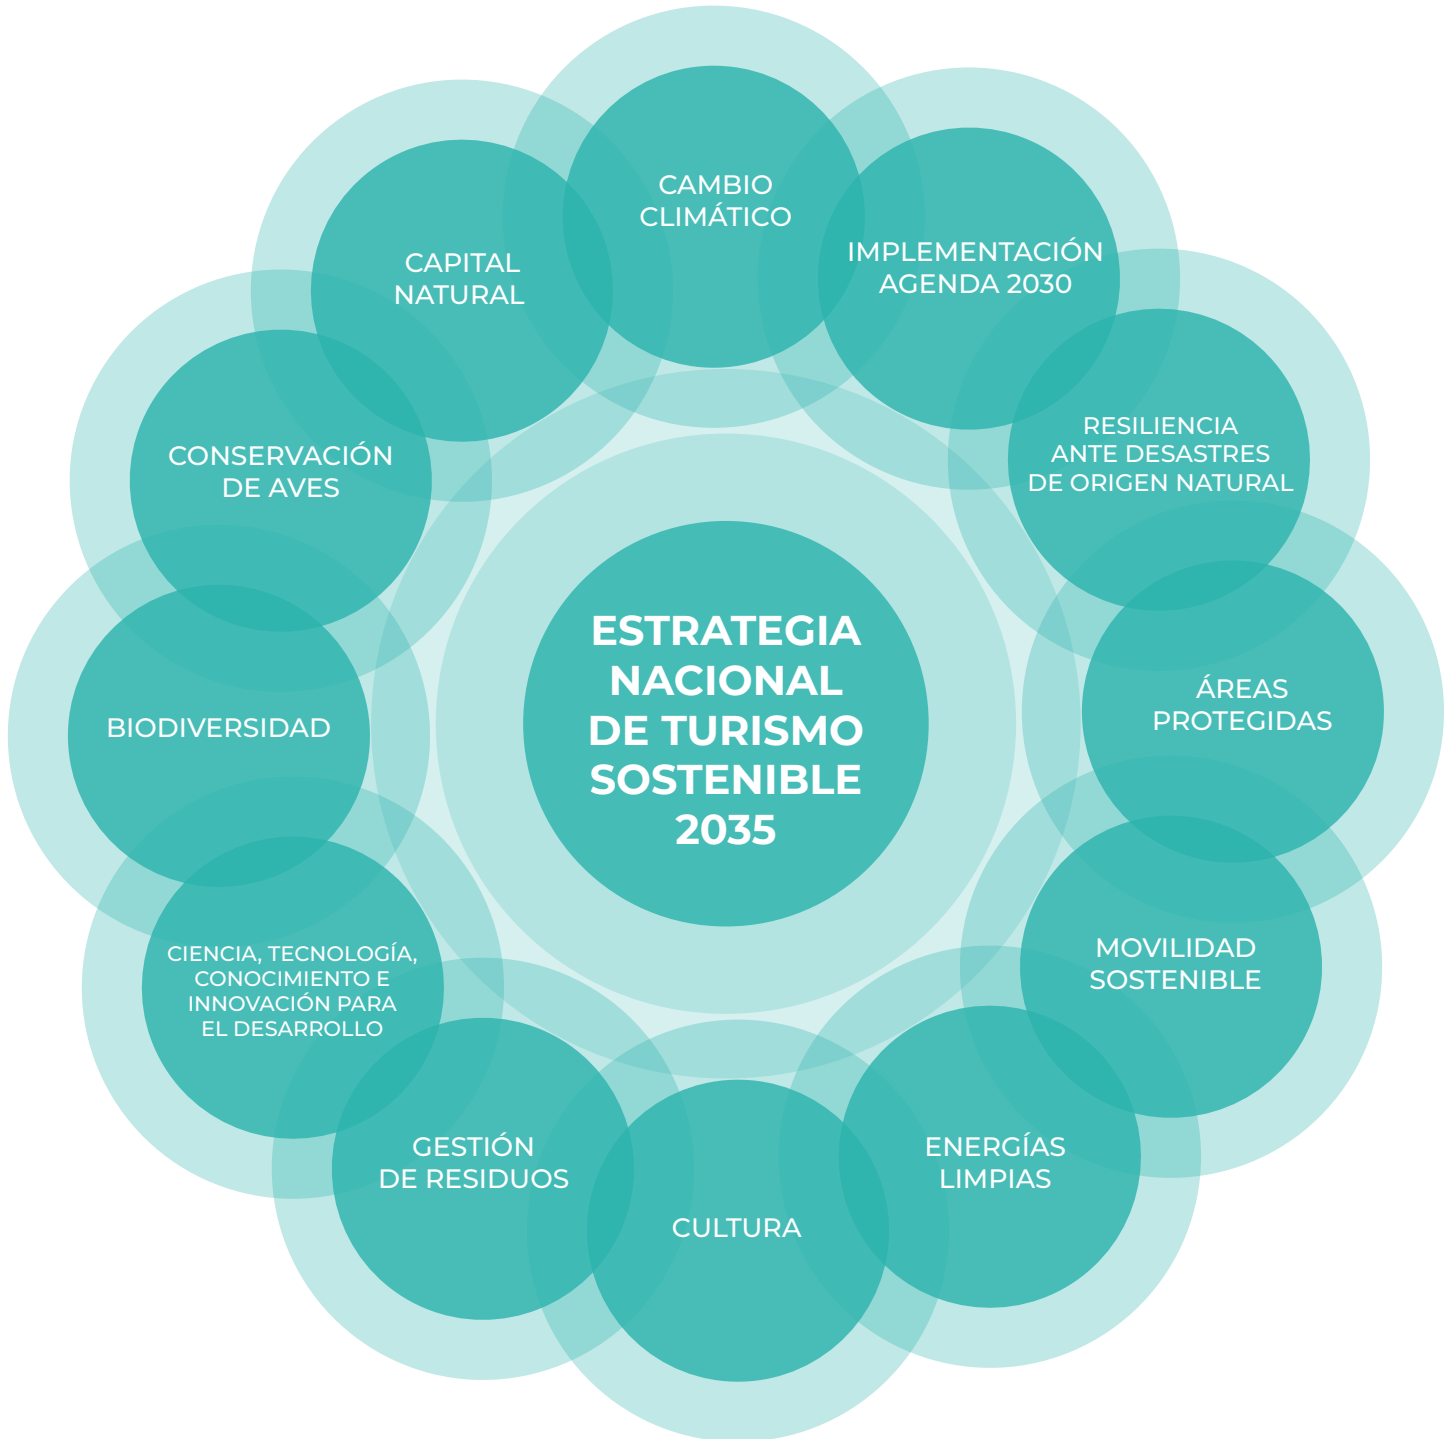 CAMBIO
CLIMÁTICO
IMPLEMENTACIÓN
AGENDA 2030
RESILIENCIA
ANTE DESASTRES
DE ORIGEN NATURAL
ÁREAS
PROTEGIDAS
MOVILIDAD
SOSTENIBLE
ENERGÍAS
LIMPIAS
CULTURA
GESTIÓN
DE RESIDUOS
CIENCIA, TECNOLOGÍA,
CONOCIMIENTO E
INNOVACIÓN PARA
EL DESARROLLO
BIODIVERSIDAD
CONSERVACIÓN
DE AVES
CAPITAL
NATURAL
ESTRATEGIA
NACIONAL
DE TURISMO
SOSTENIBLE
2035